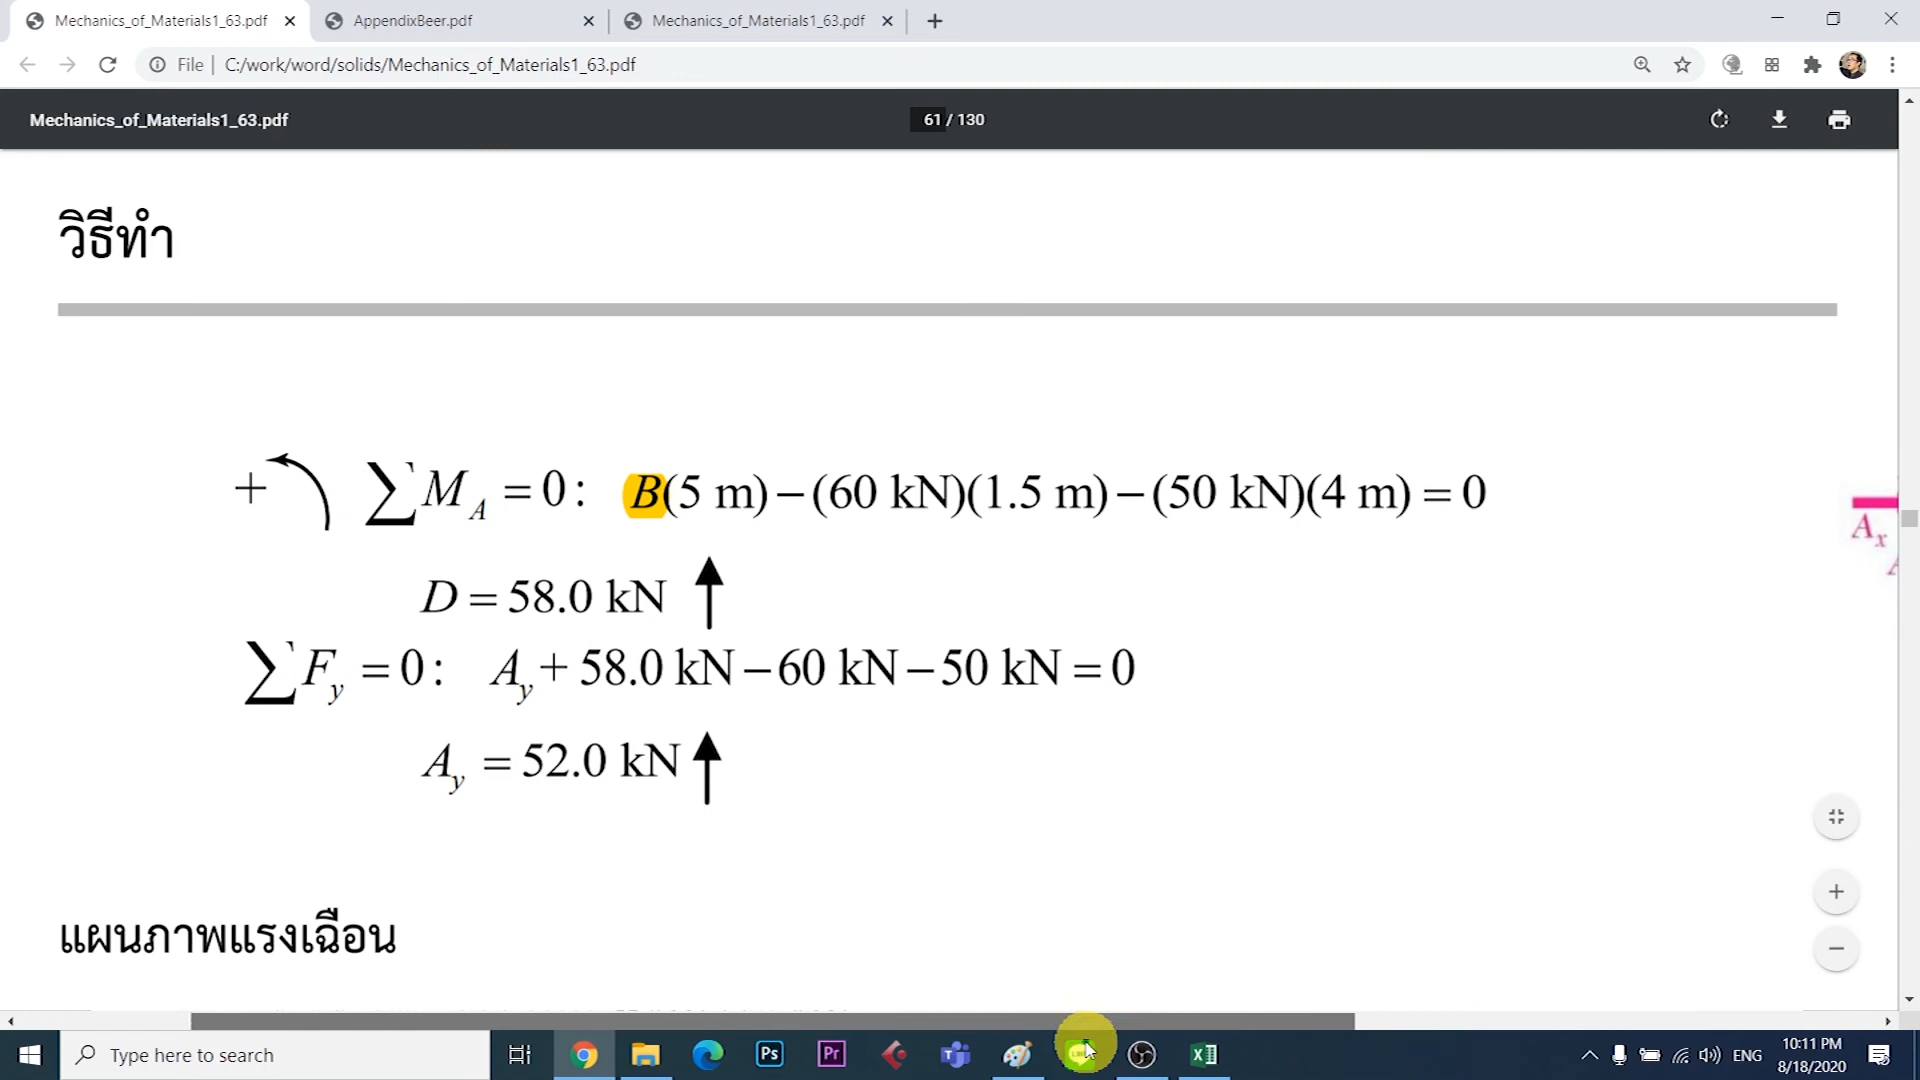 Mechanics_of_Materials1_63.pdf
AppendixBeer.pdf
Mechanics_of_Materials1_63.pdf
File | C:/work/word/solids/Mechanics_of_Materials1_63.pdf
Mechanics_of_Materials1_63.pdf
61 / 130
วิธีทำ
+ ∑M_A = 0 : B(5 m) − (60 kN)(1.5 m) − (50 kN)(4 m) = 0
A_x
D = 58.0 kN
∑F_y = 0 : A_y + 58.0 kN − 60 kN − 50 kN = 0
A_y = 52.0 kN
แผนภาพแรงเฉือน
Type here to search
Ps
Pr
ENG
10:11 PM
8/18/2020